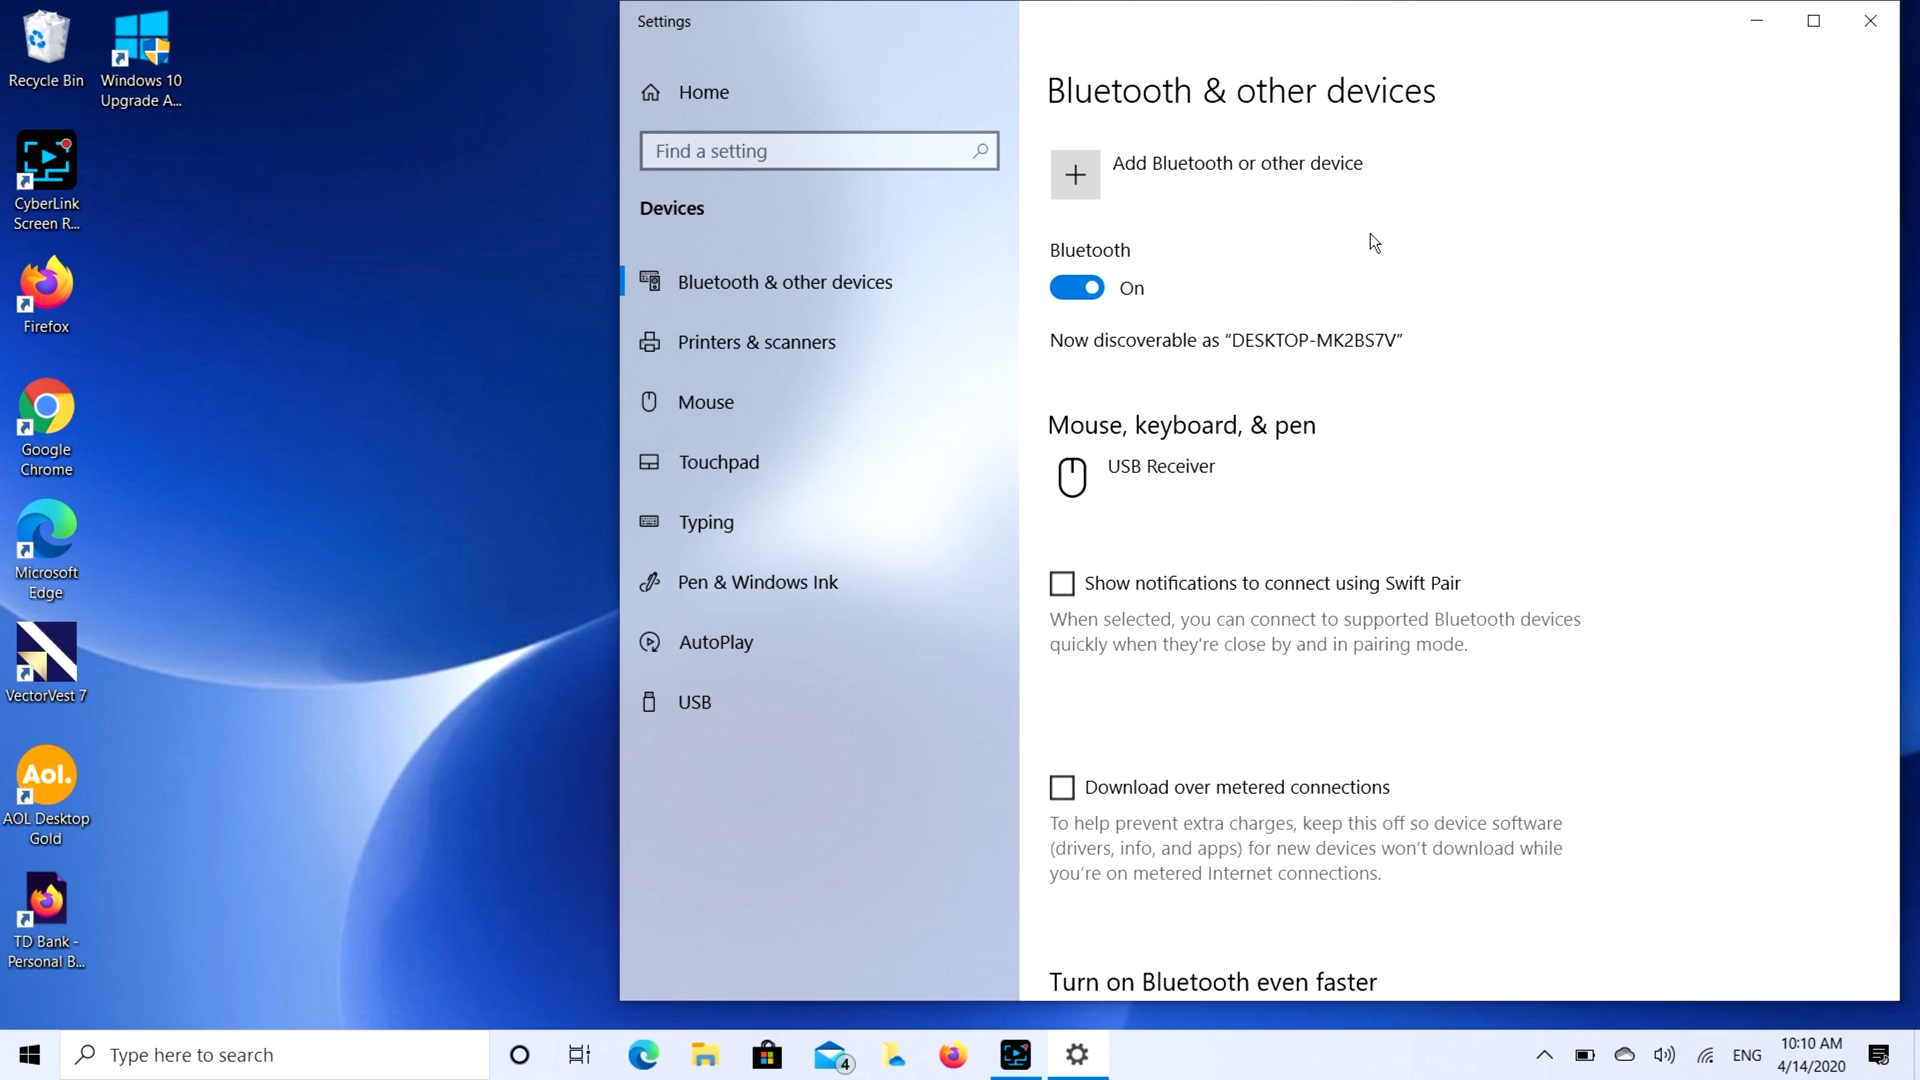 Recycle Bin
Windows 10
Upgrade A...
CyberLink
Screen R...
Firefox
Google
Chrome
Microsoft
Edge
VectorVest 7
Aol.
AOL Desktop
Gold
TD Bank -
Personal B...
Settings
Home
Find a setting
Devices
Bluetooth & other devices
Printers & scanners
Mouse
Touchpad
Typing
Pen & Windows Ink
AutoPlay
USB
Bluetooth & other devices
Add Bluetooth or other device
Bluetooth
On
Now discoverable as “DESKTOP-MK2BS7V”
Mouse, keyboard, & pen
USB Receiver
Show notifications to connect using Swift Pair
When selected, you can connect to supported Bluetooth devices
quickly when they're close by and in pairing mode.
Download over metered connections
To help prevent extra charges, keep this off so device software
(drivers, info, and apps) for new devices won’t download while
you’re on metered Internet connections.
Turn on Bluetooth even faster
Type here to search
4
ENG
10:10 AM
4/14/2020